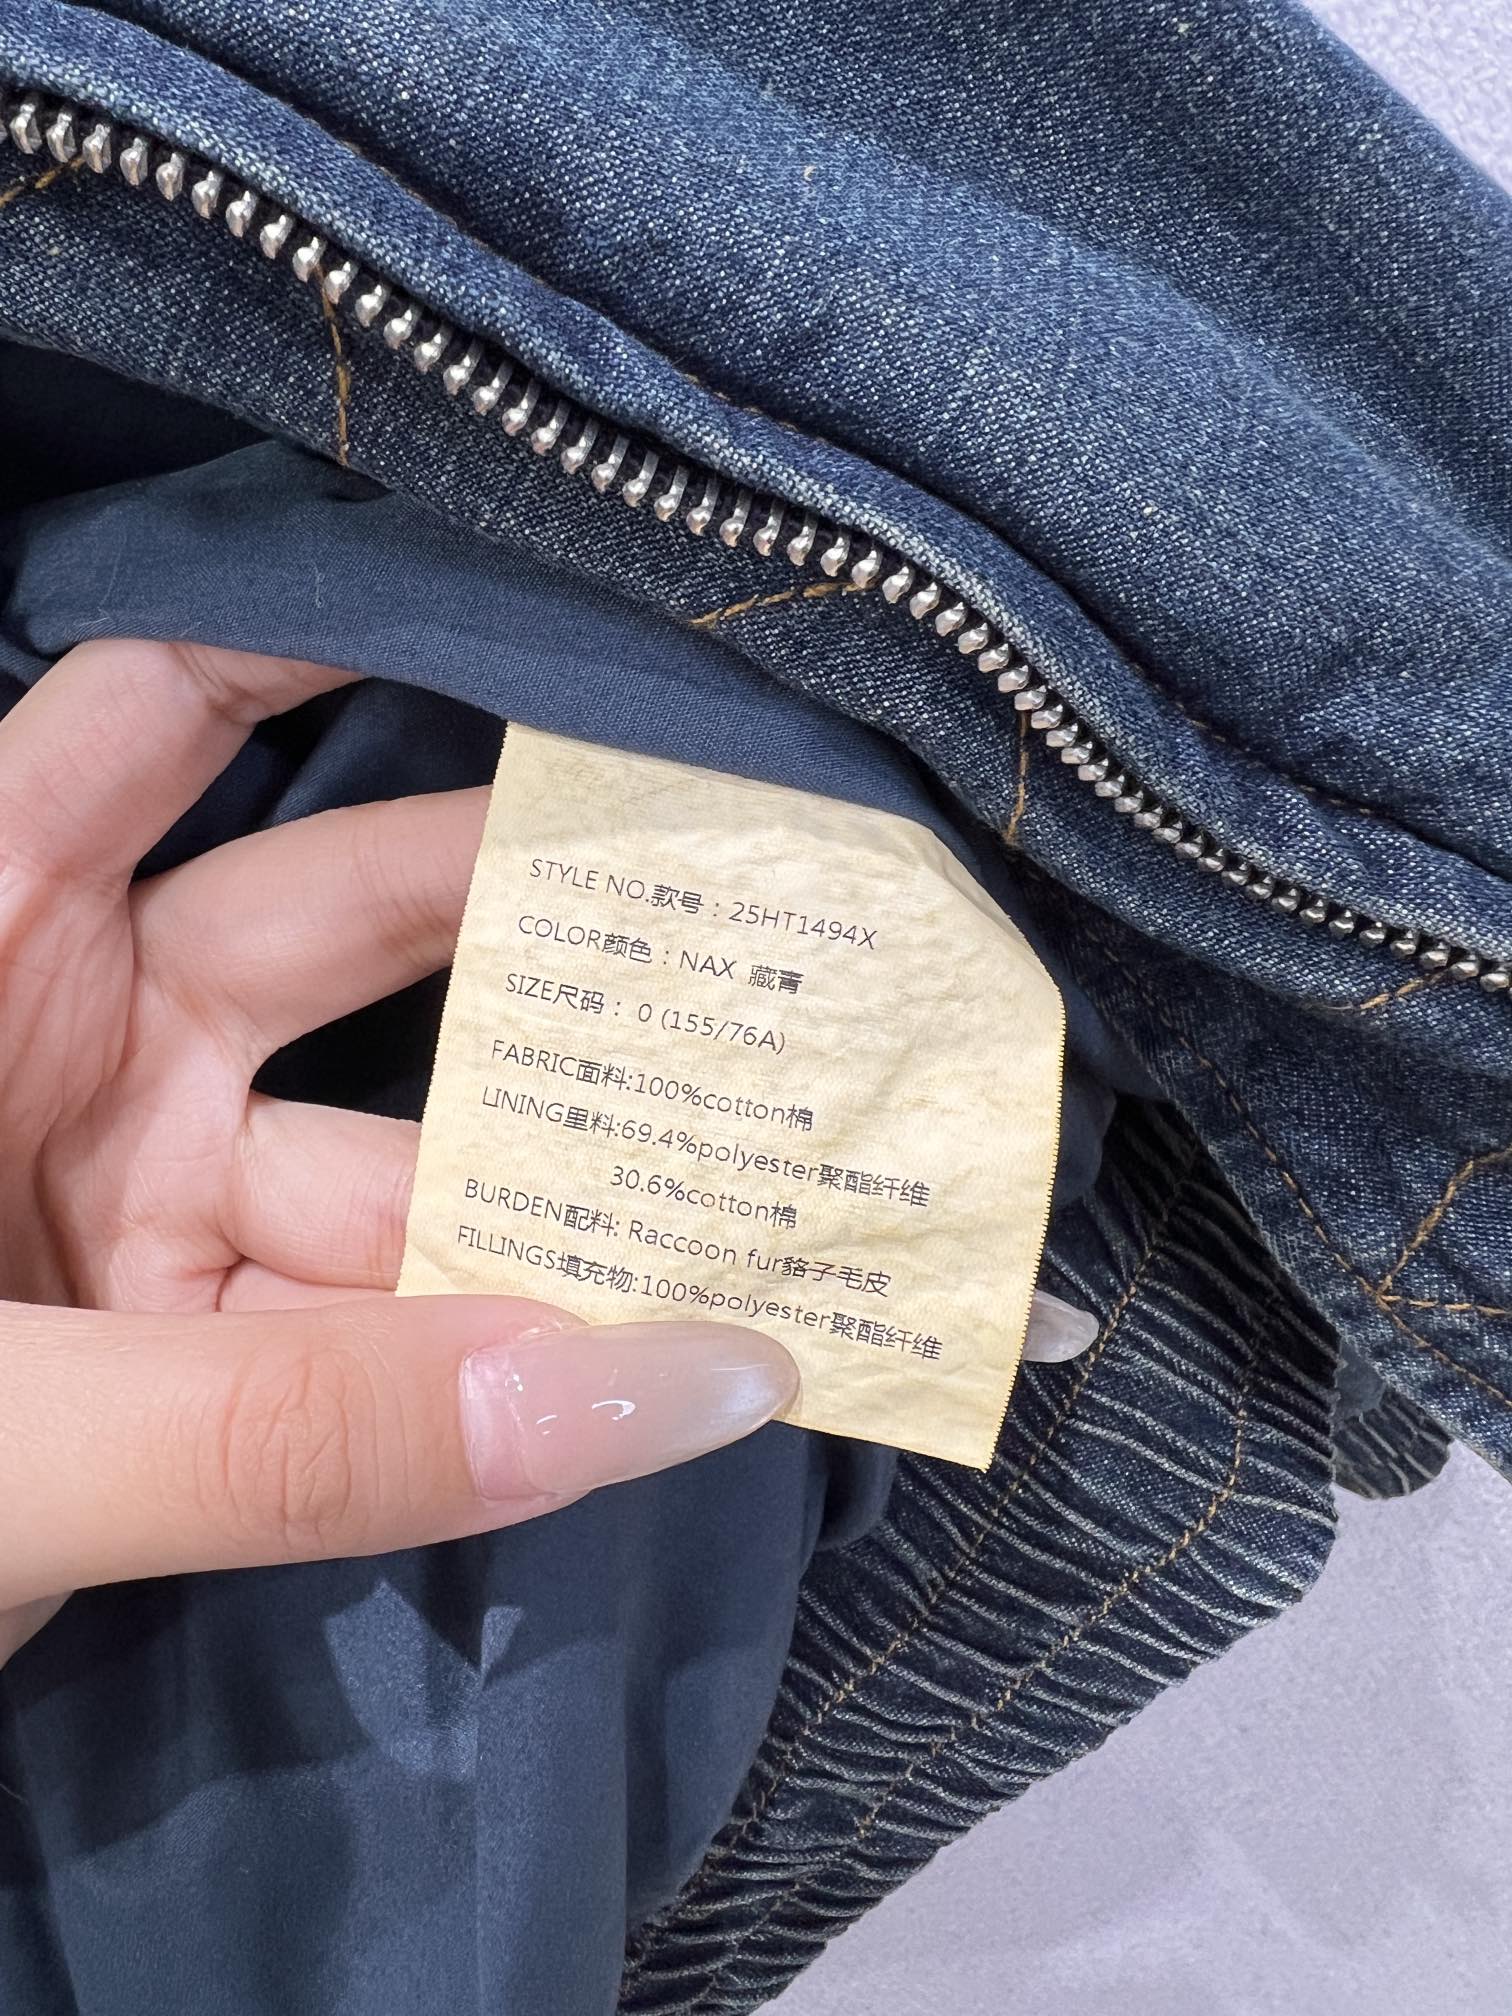 STYLE NO.款号：25HT1494X
COLOR颜色：NAX 藏青
SIZE尺码： 0 (155/76A)
FABRIC面料:100%cotton棉
LINING里料:69.4%polyester聚酯纤维
30.6%cotton棉
BURDEN配料: Raccoon fur貉子毛皮
FILLINGS填充物:100%polyester聚酯纤维